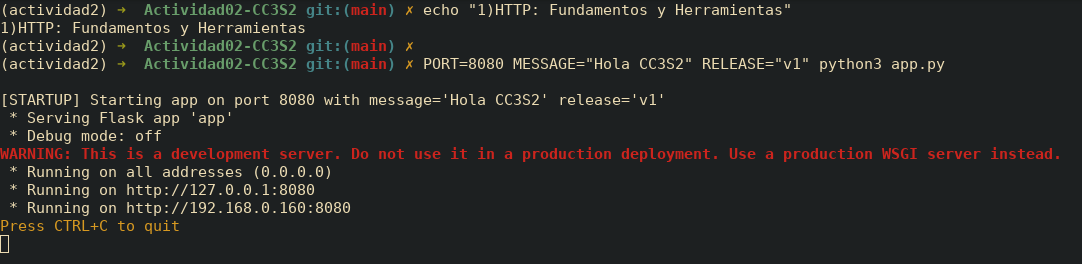 (actividad2) ➜  Actividad02-CC3S2 git:(main) ✗ echo "1)HTTP: Fundamentos y Herramientas"
1)HTTP: Fundamentos y Herramientas
(actividad2) ➜  Actividad02-CC3S2 git:(main) ✗
(actividad2) ➜  Actividad02-CC3S2 git:(main) ✗ PORT=8080 MESSAGE="Hola CC3S2" RELEASE="v1" python3 app.py
[STARTUP] Starting app on port 8080 with message='Hola CC3S2' release='v1'
 * Serving Flask app 'app'
 * Debug mode: off
WARNING: This is a development server. Do not use it in a production deployment. Use a production WSGI server instead.
 * Running on all addresses (0.0.0.0)
 * Running on http://127.0.0.1:8080
 * Running on http://192.168.0.160:8080
Press CTRL+C to quit